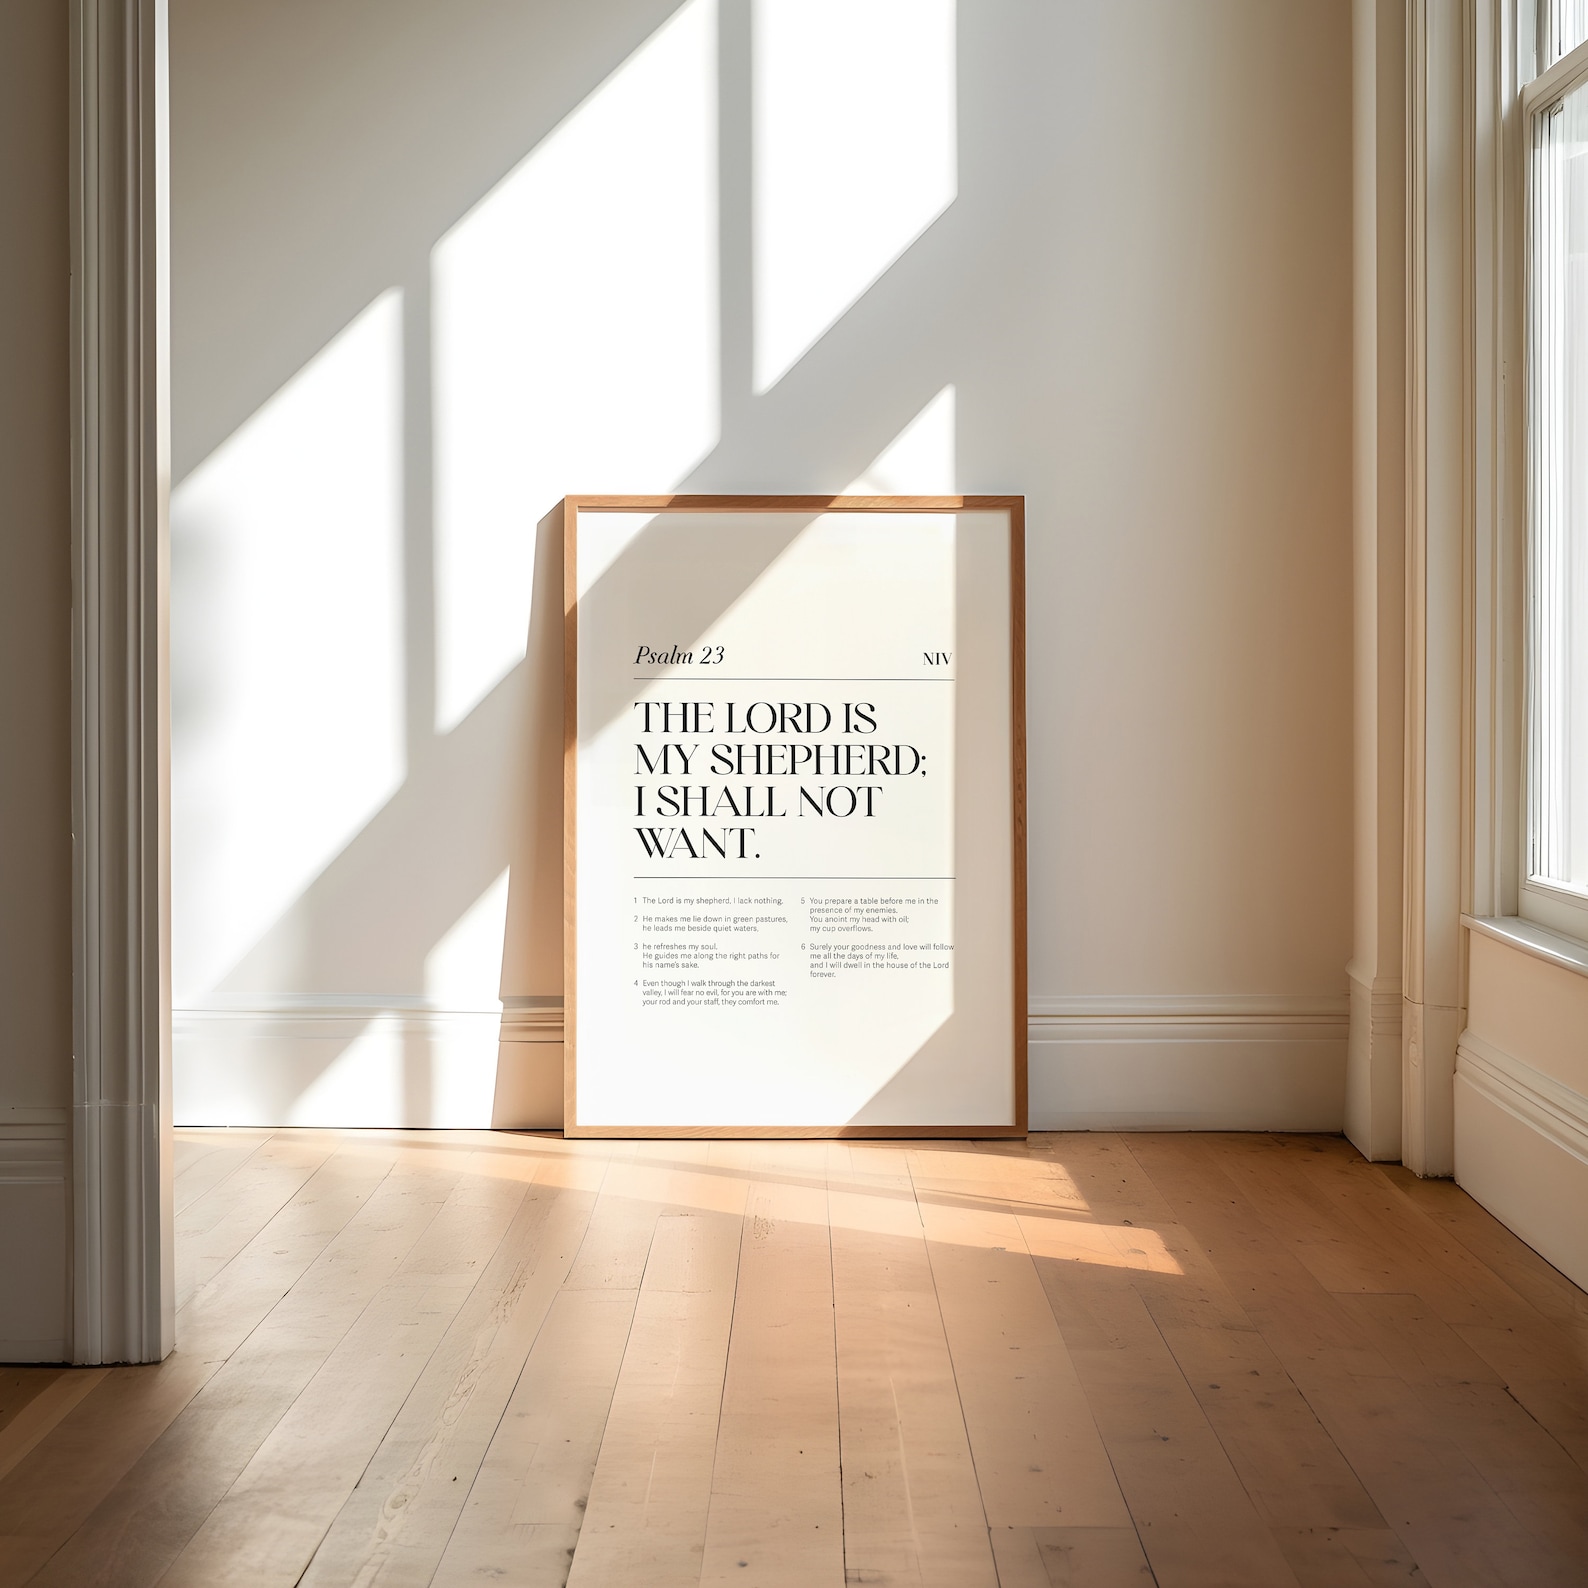 Psalm 23
NIV
THE LORD IS
MY SHEPHERD;
I SHALL NOT
WANT.
1 The Lord is my shepherd, I lack nothing.
2 He makes me lie down in green pastures,
he leads me beside quiet waters.
3 he refreshes my soul.
He guides me along the right paths for
his name's sake.
4 Even though I walk through the darkest
valley, I will fear no evil, for you are with me;
your rod and your staff, they comfort me.
5 You prepare a table before me in the
presence of my enemies.
You anoint my head with oil;
my cup overflows.
6 Surely your goodness and love will follow
me all the days of my life,
and I will dwell in the house of the Lord
forever.